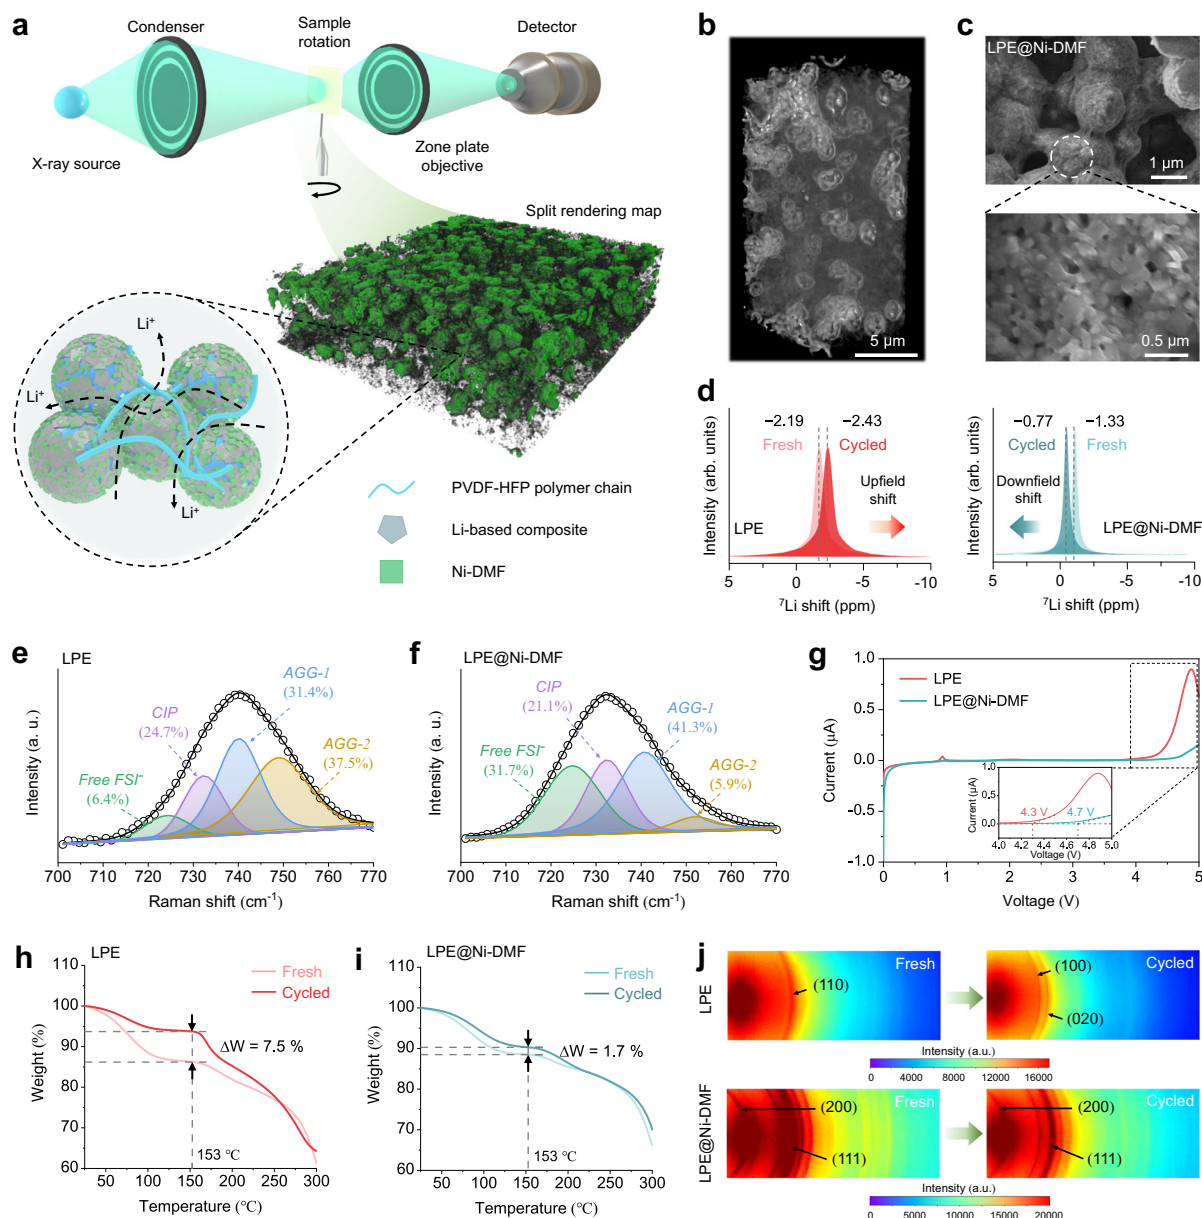 a
Condenser
Sample
rotation
Detector
X-ray source
Zone plate
objective
Split rendering map
Li⁺
Li⁺
Li⁺
PVDF-HFP polymer chain
Li-based composite
Ni-DMF
b
5 μm
c
LPE@Ni-DMF
1 μm
0.5 μm
d
−2.19
−2.43
Fresh
Cycled
Upfield
shift
LPE
Intensity (arb. units)
5
0
-5
-10
⁷Li shift (ppm)
−0.77
−1.33
Cycled
Fresh
Downfield
shift
LPE@Ni-DMF
Intensity (arb. units)
5
0
-5
-10
⁷Li shift (ppm)
e
LPE
AGG-1
(31.4%)
CIP
(24.7%)
AGG-2
(37.5%)
Free FSI⁻
(6.4%)
Intensity (a. u.)
700 710 720 730 740 750 760 770
Raman shift (cm⁻¹)
f
LPE@Ni-DMF
CIP
(21.1%)
AGG-1
(41.3%)
Free FSI⁻
(31.7%)
AGG-2
(5.9%)
Intensity (a. u.)
700 710 720 730 740 750 760 770
Raman shift (cm⁻¹)
g
LPE
LPE@Ni-DMF
Current (μA)
1.0
0.5
0.0
−0.5
−1.0
0 1 2 3 4 5
Voltage (V)
Current (μA)
1.0
0.5
0.0
4.3 V
4.7 V
4.0 4.2 4.4 4.6 4.8 5.0
Voltage (V)
h
LPE
Fresh
Cycled
ΔW = 7.5 %
153 ℃
Weight (%)
110
100
90
80
70
60
50 100 150 200 250 300
Temperature (℃)
i
LPE@Ni-DMF
Fresh
Cycled
ΔW = 1.7 %
153 ℃
Weight (%)
110
100
90
80
70
60
50 100 150 200 250 300
Temperature (℃)
j
LPE
Fresh
(110)
Cycled
(100)
(020)
Intensity (a.u.)
0 4000 8000 12000 16000
LPE@Ni-DMF
Fresh
(200)
(111)
Cycled
(200)
(111)
Intensity (a.u.)
0 5000 10000 15000 20000